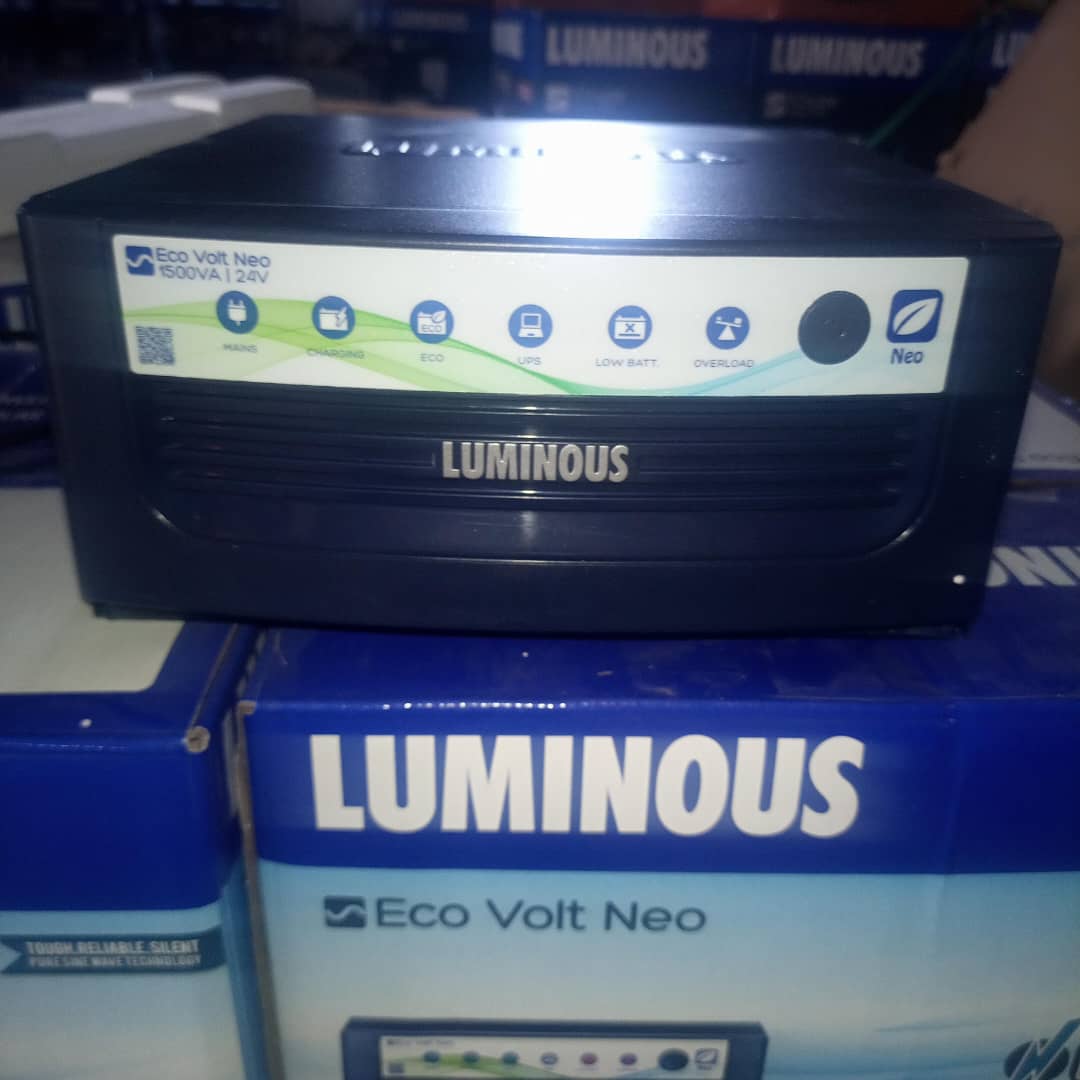 LUMINOUS
LUMINOUS
Eco Volt Neo
1500VA | 24V
MAINS
CHARGING
ECO
ECO
UPS
LOW BATT.
OVERLOAD
Neo
LUMINOUS
LUMINOUS
Eco Volt Neo
TOUGH.RELIABLE.SILENT
PURE SINE WAVE TECHNOLOGY